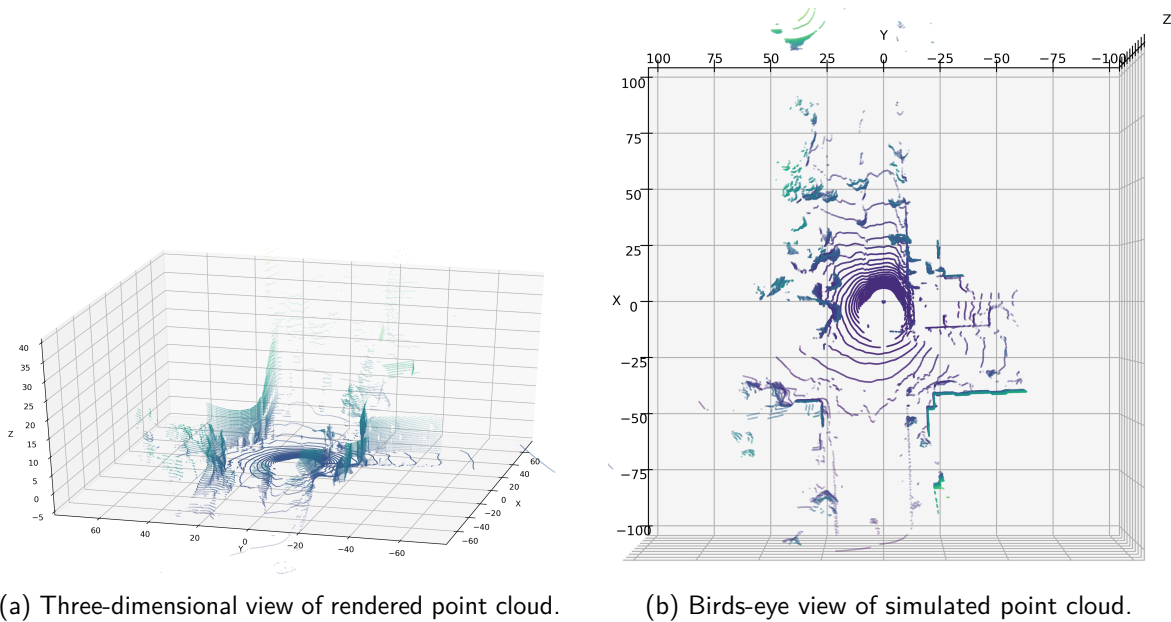 Z
Y
100 75 50 25 0 −25 −50 −75 −100
100
75
50
25
X 0
−25
−50
−75
−100
40
35
30
25
20
Z 15
10
5
0
−5
60 40 20 0 −20 −40 −60
Y
60
40
20
0
X
−20
−40
−60
(a) Three-dimensional view of rendered point cloud.
(b) Birds-eye view of simulated point cloud.